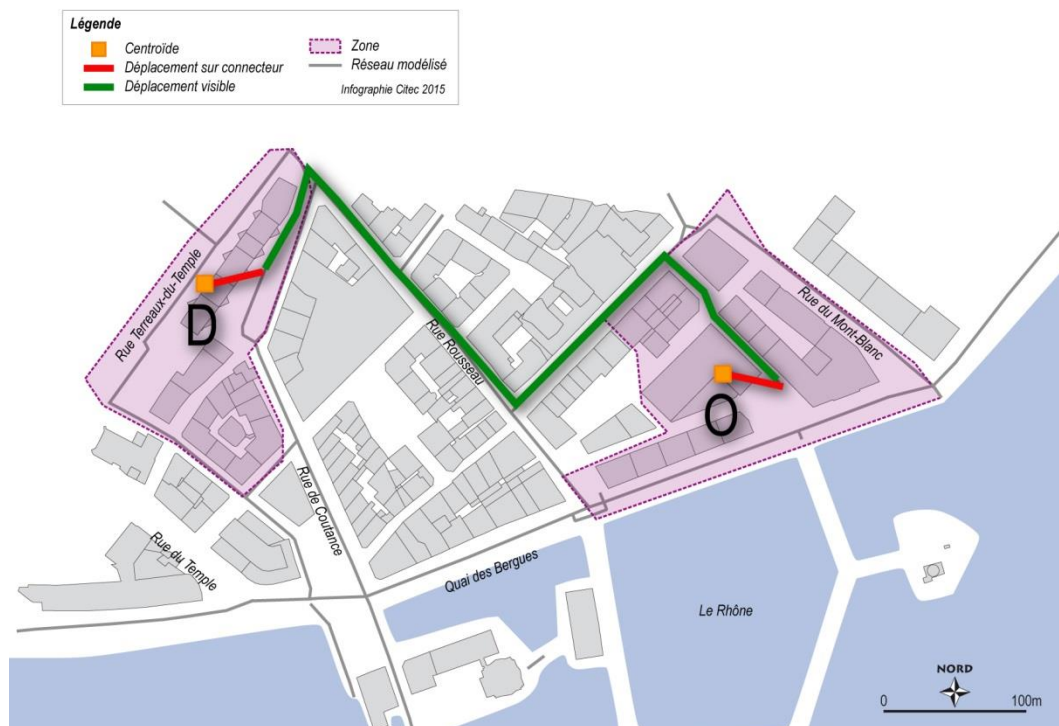 Légende
Centroïde
Déplacement sur connecteur
Déplacement visible
Zone
Réseau modélisé
Infographie Citec 2015
Rue Terreaux-du-Temple
D
Rue Rousseau
Rue du Mont-Blanc
O
Rue de Coutance
Rue du Temple
Quai des Bergues
Le Rhône
NORD
0 100m